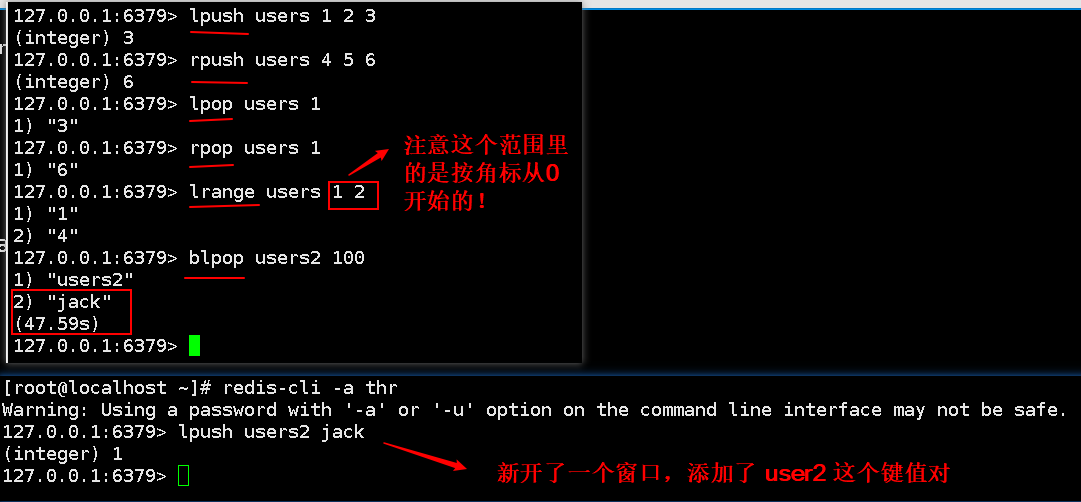 127.0.0.1:6379> lpush users 1 2 3
(integer) 3
127.0.0.1:6379> rpush users 4 5 6
(integer) 6
127.0.0.1:6379> lpop users 1
1) "3"
127.0.0.1:6379> rpop users 1
1) "6"
127.0.0.1:6379> lrange users 1 2
1) "1"
2) "4"
127.0.0.1:6379> blpop users2 100
1) "users2"
2) "jack"
(47.59s)
127.0.0.1:6379>
注意这个范围里
的是按角标从0
开始的！
[root@localhost ~]# redis-cli -a thr
Warning: Using a password with '-a' or '-u' option on the command line interface may not be safe.
127.0.0.1:6379> lpush users2 jack
(integer) 1
127.0.0.1:6379>
新开了一个窗口，添加了 user2 这个键值对